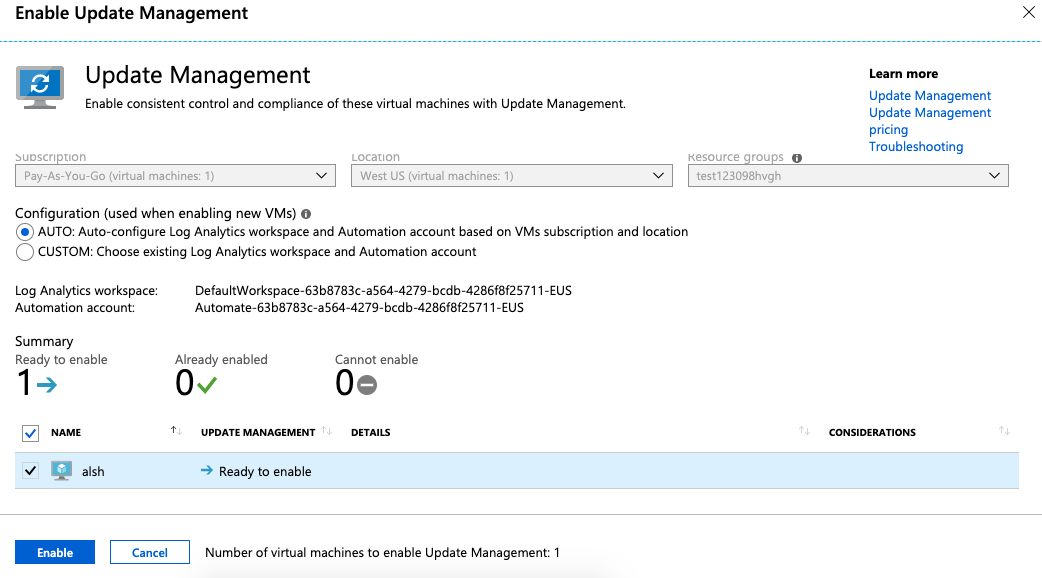 Enable Update Management
Update Management
Enable consistent control and compliance of these virtual machines with Update Management.
Learn more
Update Management
Update Management
pricing
Troubleshooting
Subscription
Location
Resource groups
Pay-As-You-Go (virtual machines: 1)
West US (virtual machines: 1)
test123098hvgh
Configuration (used when enabling new VMs)
AUTO: Auto-configure Log Analytics workspace and Automation account based on VMs subscription and location
CUSTOM: Choose existing Log Analytics workspace and Automation account
Log Analytics workspace: DefaultWorkspace-63b8783c-a564-4279-bcdb-4286f8f25711-EUS
Automation account: Automate-63b8783c-a564-4279-bcdb-4286f8f25711-EUS
Summary
Ready to enable Already enabled Cannot enable
1 0 0
NAME UPDATE MANAGEMENT DETAILS CONSIDERATIONS
alsh Ready to enable
Enable Cancel Number of virtual machines to enable Update Management: 1